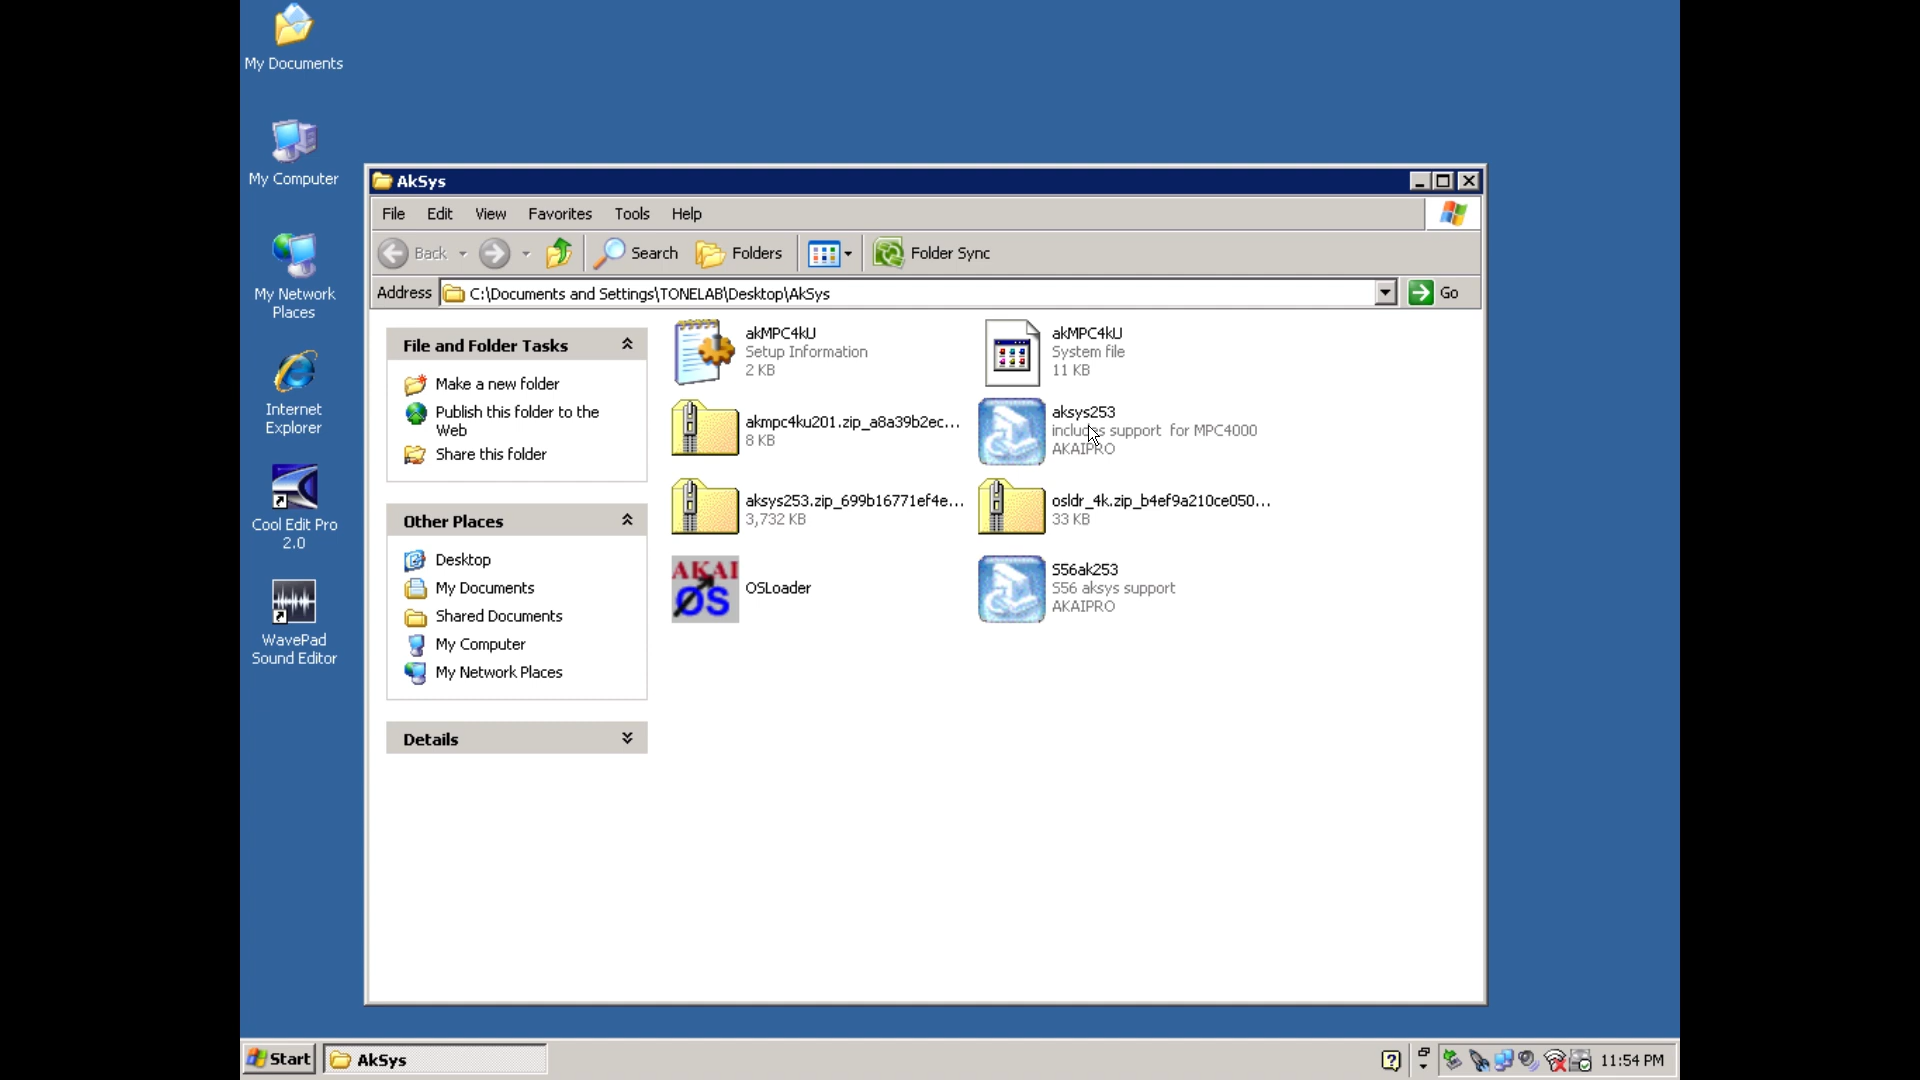 My Documents
My Computer
My Network
Places
Internet
Explorer
Cool Edit Pro
2.0
WavePad
Sound Editor
AkSys
File Edit View Favorites Tools Help
Back Search Folders Folder Sync
Address C:\Documents and Settings\TONELAB\Desktop\AkSys Go
File and Folder Tasks
Make a new folder
Publish this folder to the
Web
Share this folder
Other Places
Desktop
My Documents
Shared Documents
My Computer
My Network Places
Details
akMPC4kU
Setup Information
2 KB
akMPC4kU
System file
11 KB
akmpc4ku201.zip_a8a39b2ec...
8 KB
aksys253
includes support for MPC4000
AKAIPRO
aksys253.zip_699b16771ef4e...
3,732 KB
osldr_4k.zip_b4ef9a210ce050...
33 KB
AKAI
OS
OSLoader
S56ak253
S56 aksys support
AKAIPRO
Start AkSys 11:54 PM